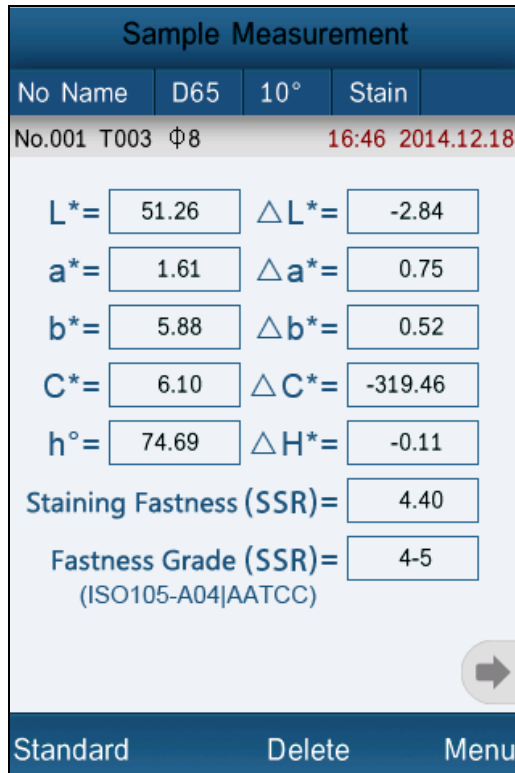 Sample Measurement
No Name D65 10° Stain
No.001 T003 Φ8 16:46 2014.12.18
L*= 51.26 △L*= -2.84
a*= 1.61 △a*= 0.75
b*= 5.88 △b*= 0.52
C*= 6.10 △C*= -319.46
h°= 74.69 △H*= -0.11
Staining Fastness (SSR)= 4.40
Fastness Grade (SSR)= 4-5
(ISO105-A04|AATCC)
Standard Delete Menu